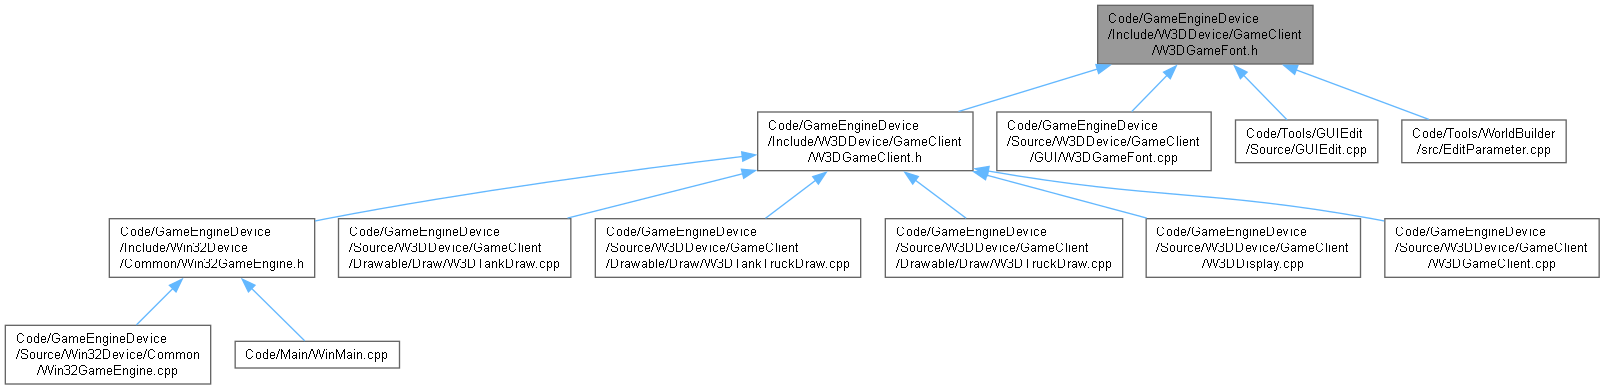 Code/GameEngineDevice
/Include/W3DDevice/GameClient
/W3DGameFont.h
Code/GameEngineDevice
/Include/W3DDevice/GameClient
/W3DGameClient.h
Code/GameEngineDevice
/Source/W3DDevice/GameClient
/GUI/W3DGameFont.cpp
Code/Tools/GUIEdit
/Source/GUIEdit.cpp
Code/Tools/WorldBuilder
/src/EditParameter.cpp
Code/GameEngineDevice
/Include/Win32Device
/Common/Win32GameEngine.h
Code/GameEngineDevice
/Source/W3DDevice/GameClient
/Drawable/Draw/W3DTankDraw.cpp
Code/GameEngineDevice
/Source/W3DDevice/GameClient
/Drawable/Draw/W3DTankTruckDraw.cpp
Code/GameEngineDevice
/Source/W3DDevice/GameClient
/Drawable/Draw/W3DTruckDraw.cpp
Code/GameEngineDevice
/Source/W3DDevice/GameClient
/W3DDisplay.cpp
Code/GameEngineDevice
/Source/W3DDevice/GameClient
/W3DGameClient.cpp
Code/GameEngineDevice
/Source/Win32Device/Common
/Win32GameEngine.cpp
Code/Main/WinMain.cpp